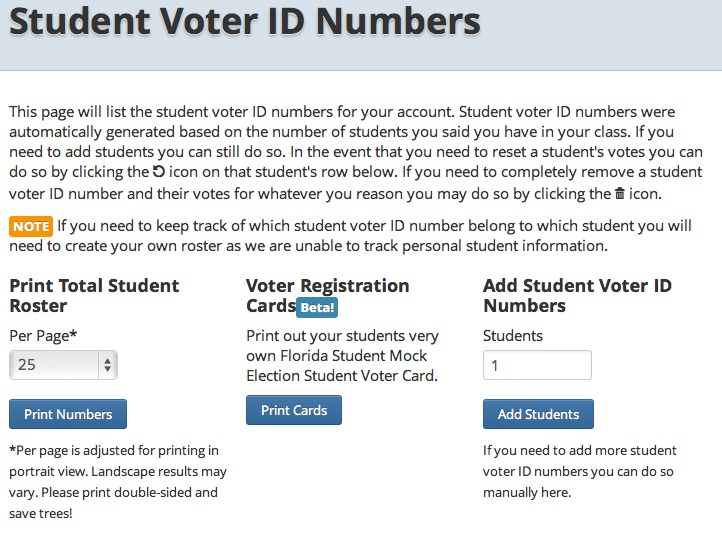 Student Voter ID Numbers
This page will list the student voter ID numbers for your account. Student voter ID numbers were
automatically generated based on the number of students you said you have in your class. If you
need to add students you can still do so. In the event that you need to reset a student's votes you can
do so by clicking the icon on that student's row below. If you need to completely remove a student
voter ID number and their votes for whatever you reason you may do so by clicking the icon.
NOTE If you need to keep track of which student voter ID number belong to which student you will
need to create your own roster as we are unable to track personal student information.
Print Total Student
Roster
Per Page*
25
Print Numbers
*Per page is adjusted for printing in
portrait view. Landscape results may
vary. Please print double-sided and
save trees!
Voter Registration
Cards Beta!
Print out your students very
own Florida Student Mock
Election Student Voter Card.
Print Cards
Add Student Voter ID
Numbers
Students
1
Add Students
If you need to add more student
voter ID numbers you can do so
manually here.